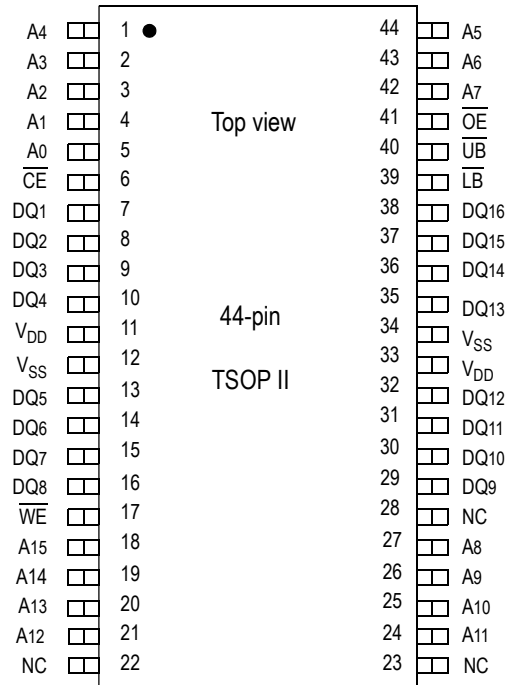 A4 1 44 A5
A3 2 43 A6
A2 3 42 A7
A1 4 Top view 41 OE
A0 5 40 UB
CE 6 39 LB
DQ1 7 38 DQ16
DQ2 8 37 DQ15
DQ3 9 36 DQ14
DQ4 10 35 DQ13
VDD 11 44-pin 34 VSS
VSS 12 33 VDD
DQ5 13 TSOP II 32 DQ12
DQ6 14 31 DQ11
DQ7 15 30 DQ10
DQ8 16 29 DQ9
WE 17 28 NC
A15 18 27 A8
A14 19 26 A9
A13 20 25 A10
A12 21 24 A11
NC 22 23 NC